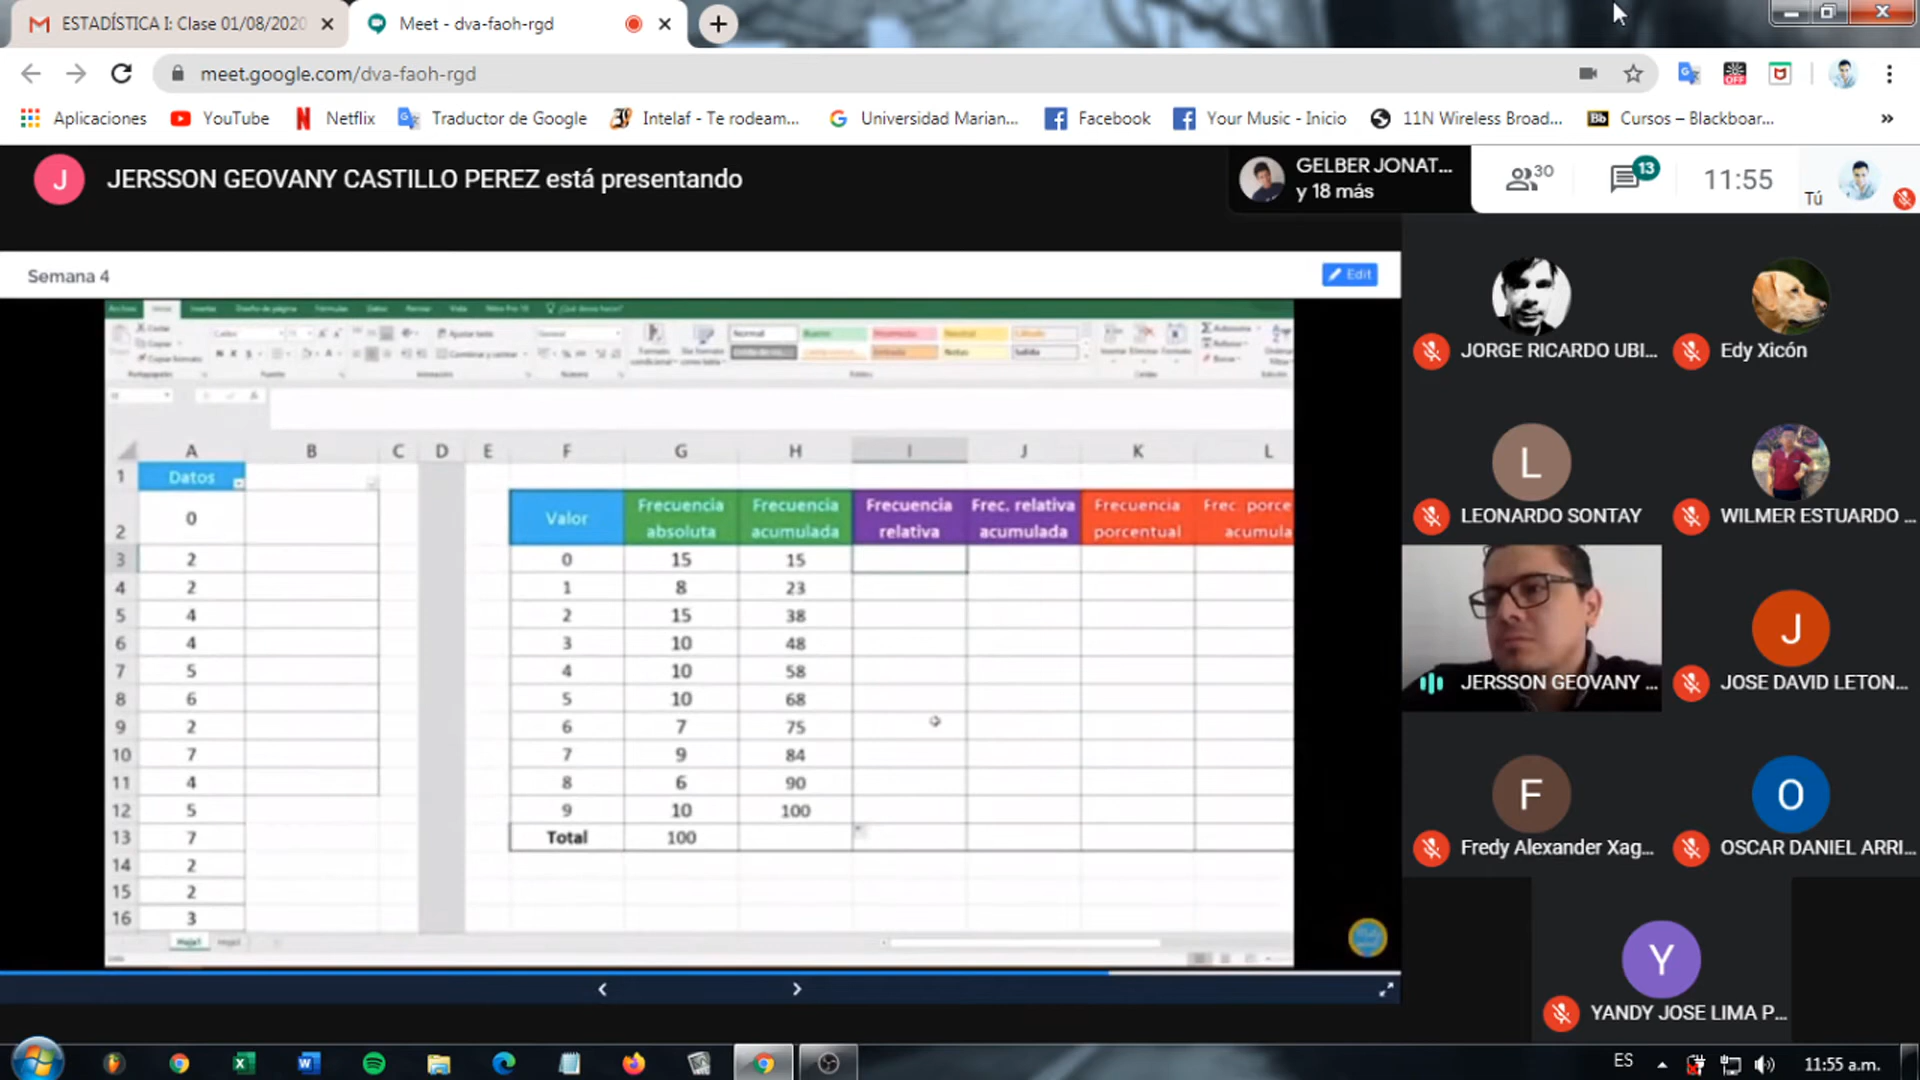 ESTADÍSTICA I: Clase 01/08/2020
Meet - dva-faoh-rgd
meet.google.com/dva-faoh-rgd
Aplicaciones
YouTube
Netflix
Traductor de Google
Intelaf - Te rodeam...
Universidad Marian...
Facebook
Your Music - Inicio
11N Wireless Broad...
Bb
Cursos – Blackboar...
»
J
JERSSON GEOVANY CASTILLO PEREZ está presentando
GELBER JONAT...
y 18 más
30
13
11:55
Tú
Semana 4
Edit
A B C D E F G H I J K L
1 Datos
2 0 Valor Frecuencia absoluta Frecuencia acumulada Frecuencia relativa Frec. relativa acumulada Frecuencia porcentual Frec. porce acumula
3 2 0 15 15
4 2 1 8 23
5 4 2 15 38
6 4 3 10 48
7 5 4 10 58
8 6 5 10 68
9 2 6 7 75
10 7 7 9 84
11 4 8 6 90
12 5 9 10 100
13 7 Total 100
14 2
15 2
16 3
Hoja1
JORGE RICARDO UBI...
Edy Xicón
L
LEONARDO SONTAY
WILMER ESTUARDO ...
JERSSON GEOVANY ...
J
JOSE DAVID LETON...
F
Fredy Alexander Xag...
O
OSCAR DANIEL ARRI...
Y
YANDY JOSE LIMA P...
ES
11:55 a.m.